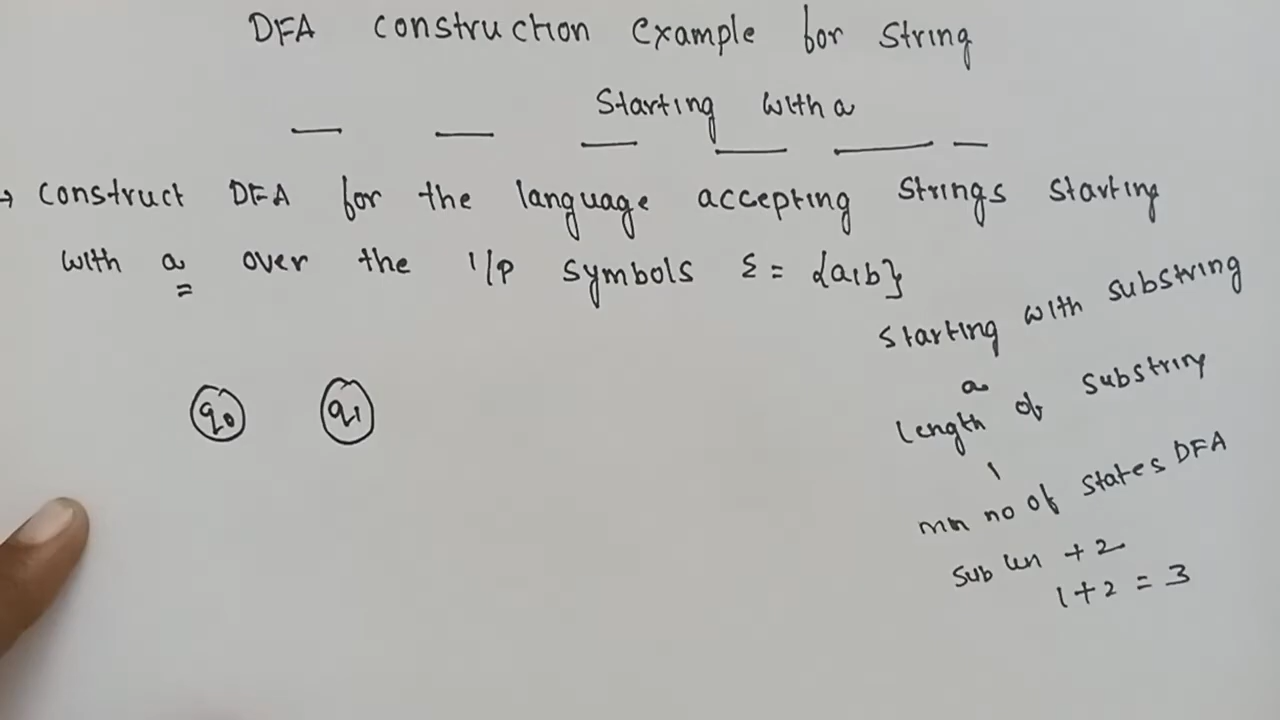 DFA construction Example for string
Starting with a
→ construct DFA for the language accepting strings starting
with a over the i/p symbols Σ = {a,b}
starting with substring
a
length of substring
1
min no of states DFA
sub len + 2
1+2 = 3
q0 q1